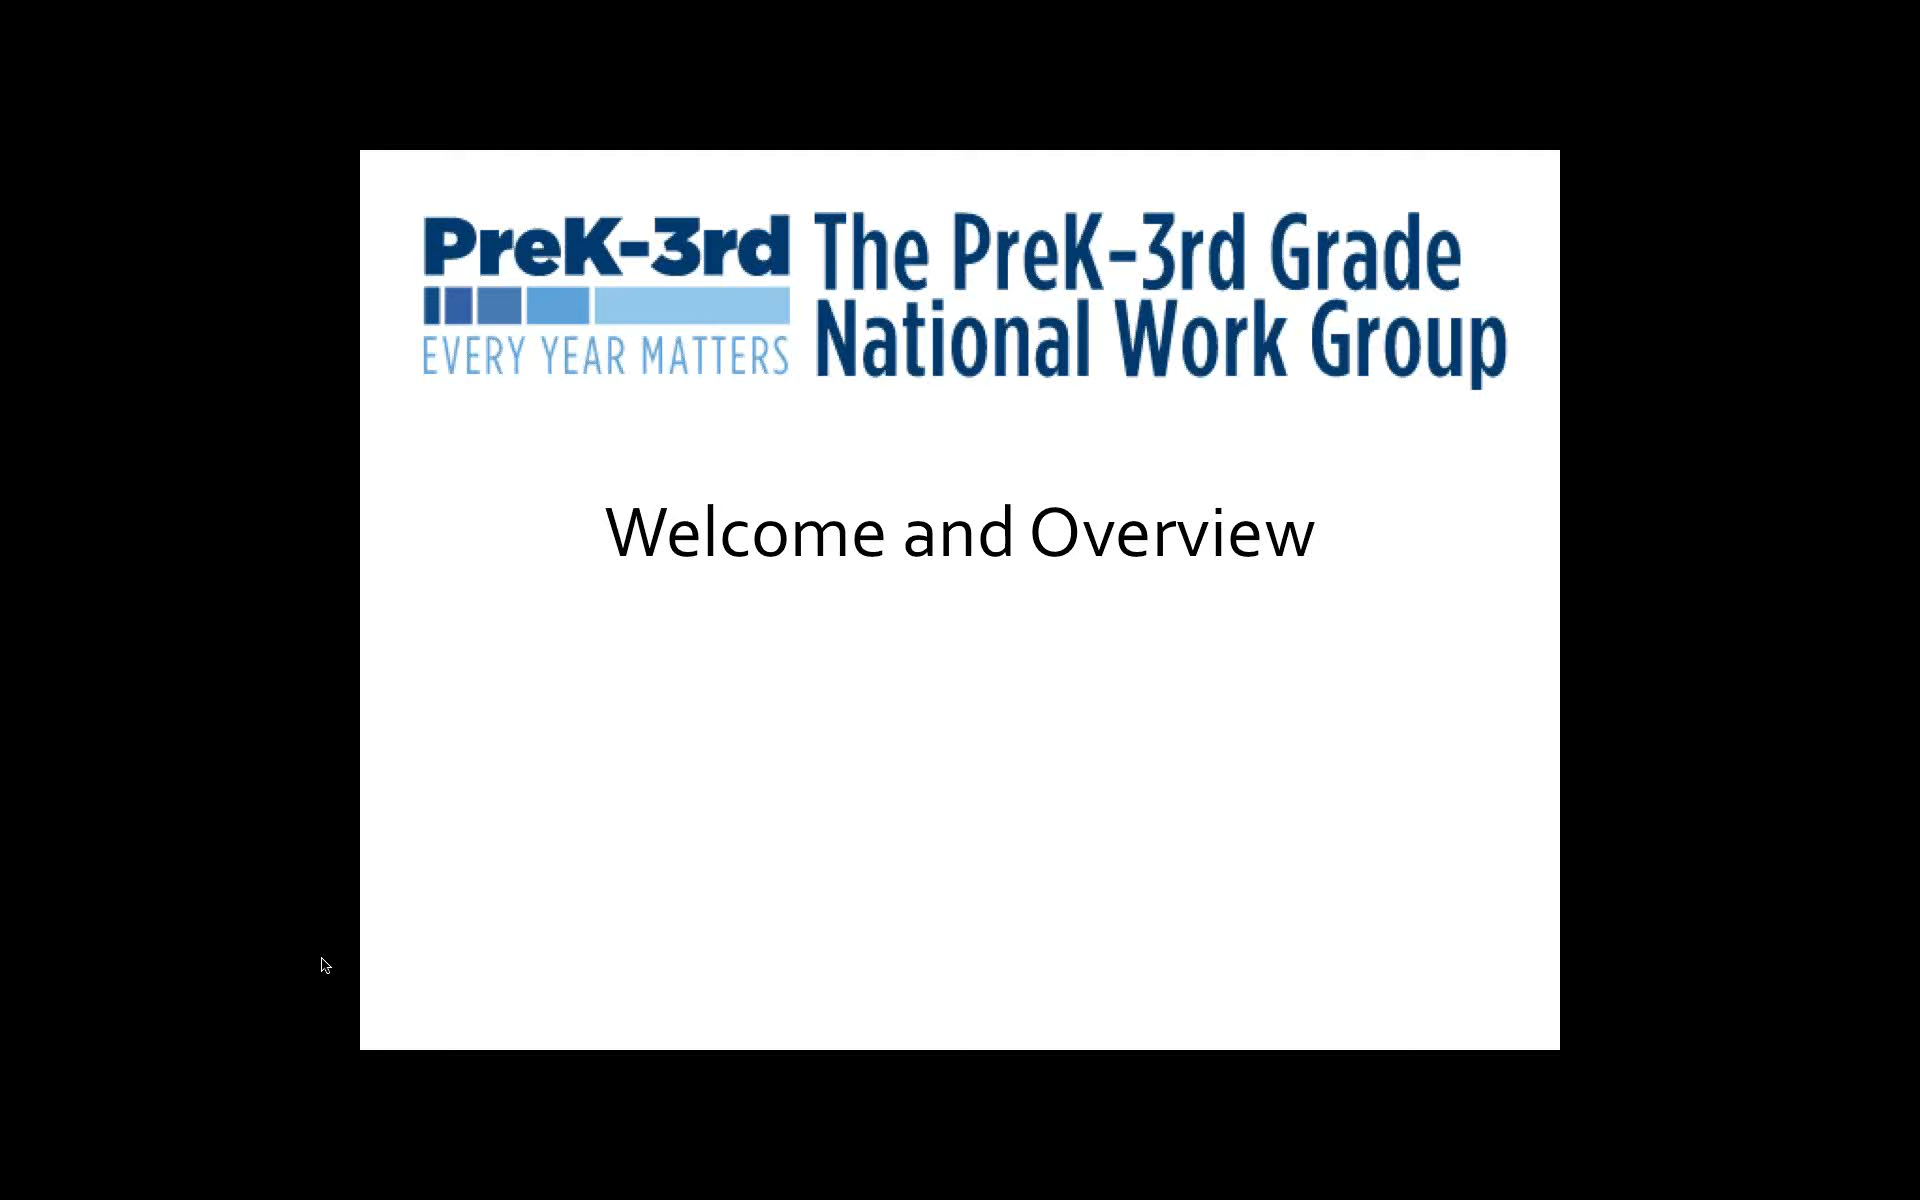 PreK-3rd
EVERY YEAR MATTERS
The PreK-3rd Grade
National Work Group
Welcome and Overview